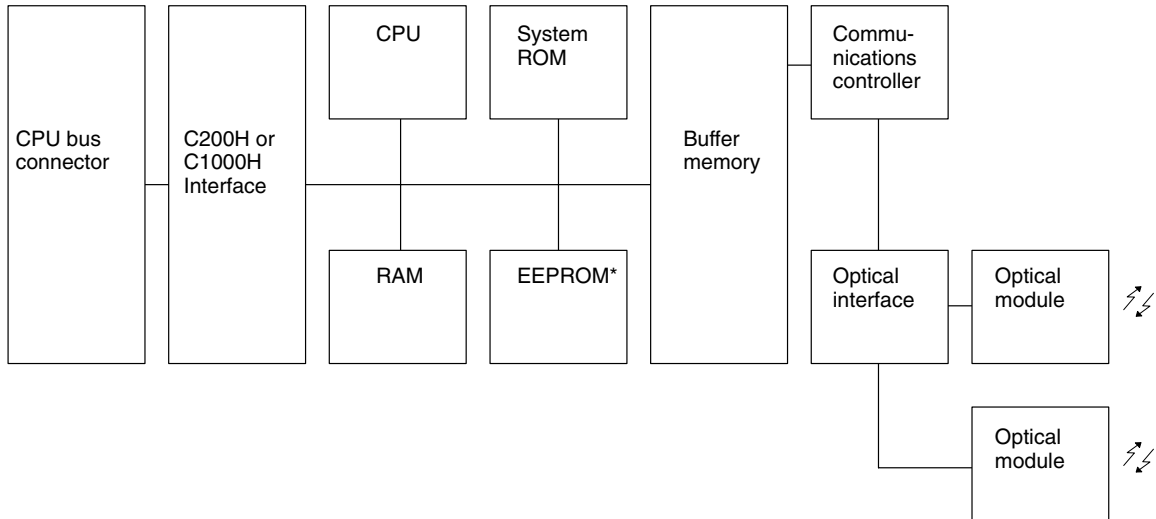 CPU bus
connector
C200H or
C1000H
Interface
CPU
System
ROM
RAM
EEPROM*
Buffer
memory
Commu-
nications
controller
Optical
interface
Optical
module
Optical
module